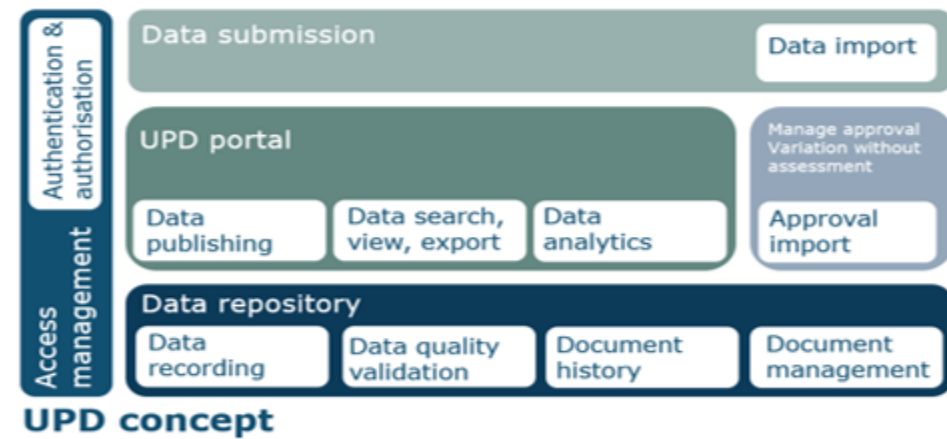 Authentication &
authorisation
Access
management
Data submission
Data import
UPD portal
Data
publishing
Data search,
view, export
Data
analytics
Manage approval
Variation without
assessment
Approval
import
Data repository
Data
recording
Data quality
validation
Document
history
Document
management
UPD concept